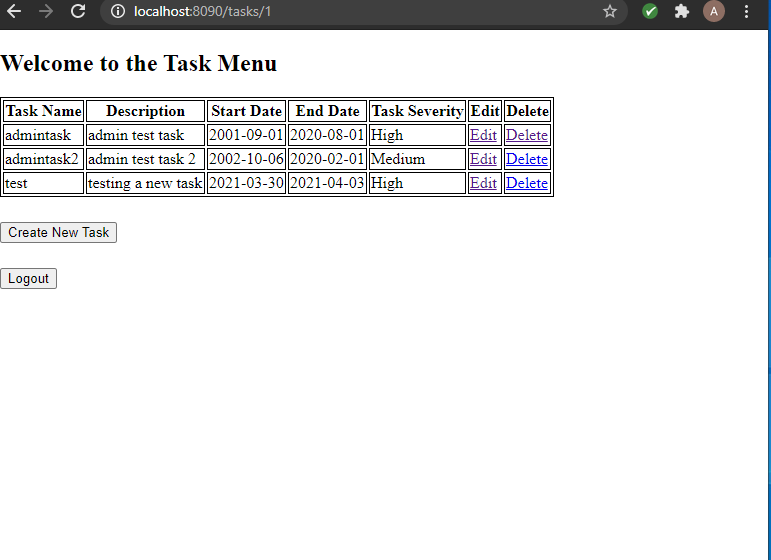 localhost:8090/tasks/1
A
Welcome to the Task Menu
Task Name Description Start Date End Date Task Severity Edit Delete
admintask admin test task 2001-09-01 2020-08-01 High Edit Delete
admintask2 admin test task 2 2002-10-06 2020-02-01 Medium Edit Delete
test testing a new task 2021-03-30 2021-04-03 High Edit Delete
Create New Task
Logout